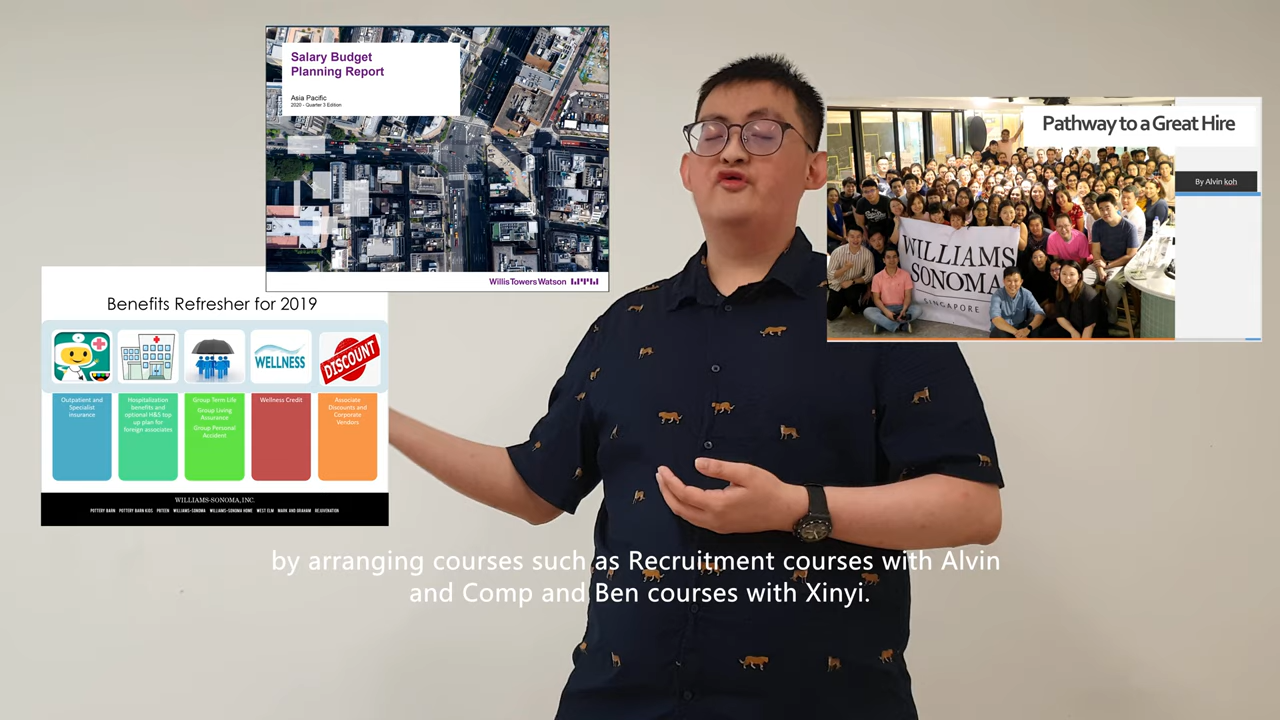 Salary Budget
Planning Report
Asia Pacific
2020 - Quarter 3 Edition
WillisTowersWatson
Pathway to a Great Hire
By Alvin koh
WILLIAMS
SONOMA
SINGAPORE
Benefits Refresher for 2019
WELLNESS
DISCOUNT
Outpatient and
Specialist
insurance
Hospitalization
benefits and
optional H&S top
up plan for
foreign associates
Group Term Life
Group Living
Assurance
Group Personal
Accident
Wellness Credit
Associate
Discounts and
Corporate
Vendors
WILLIAMS-SONOMA, INC.
POTTERY BARN POTTERY BARN KIDS PBTEEN WILLIAMS-SONOMA WILLIAMS-SONOMA HOME WEST ELM MARK AND GRAHAM REJUVENATION
by arranging courses such as Recruitment courses with Alvin
and Comp and Ben courses with Xinyi.